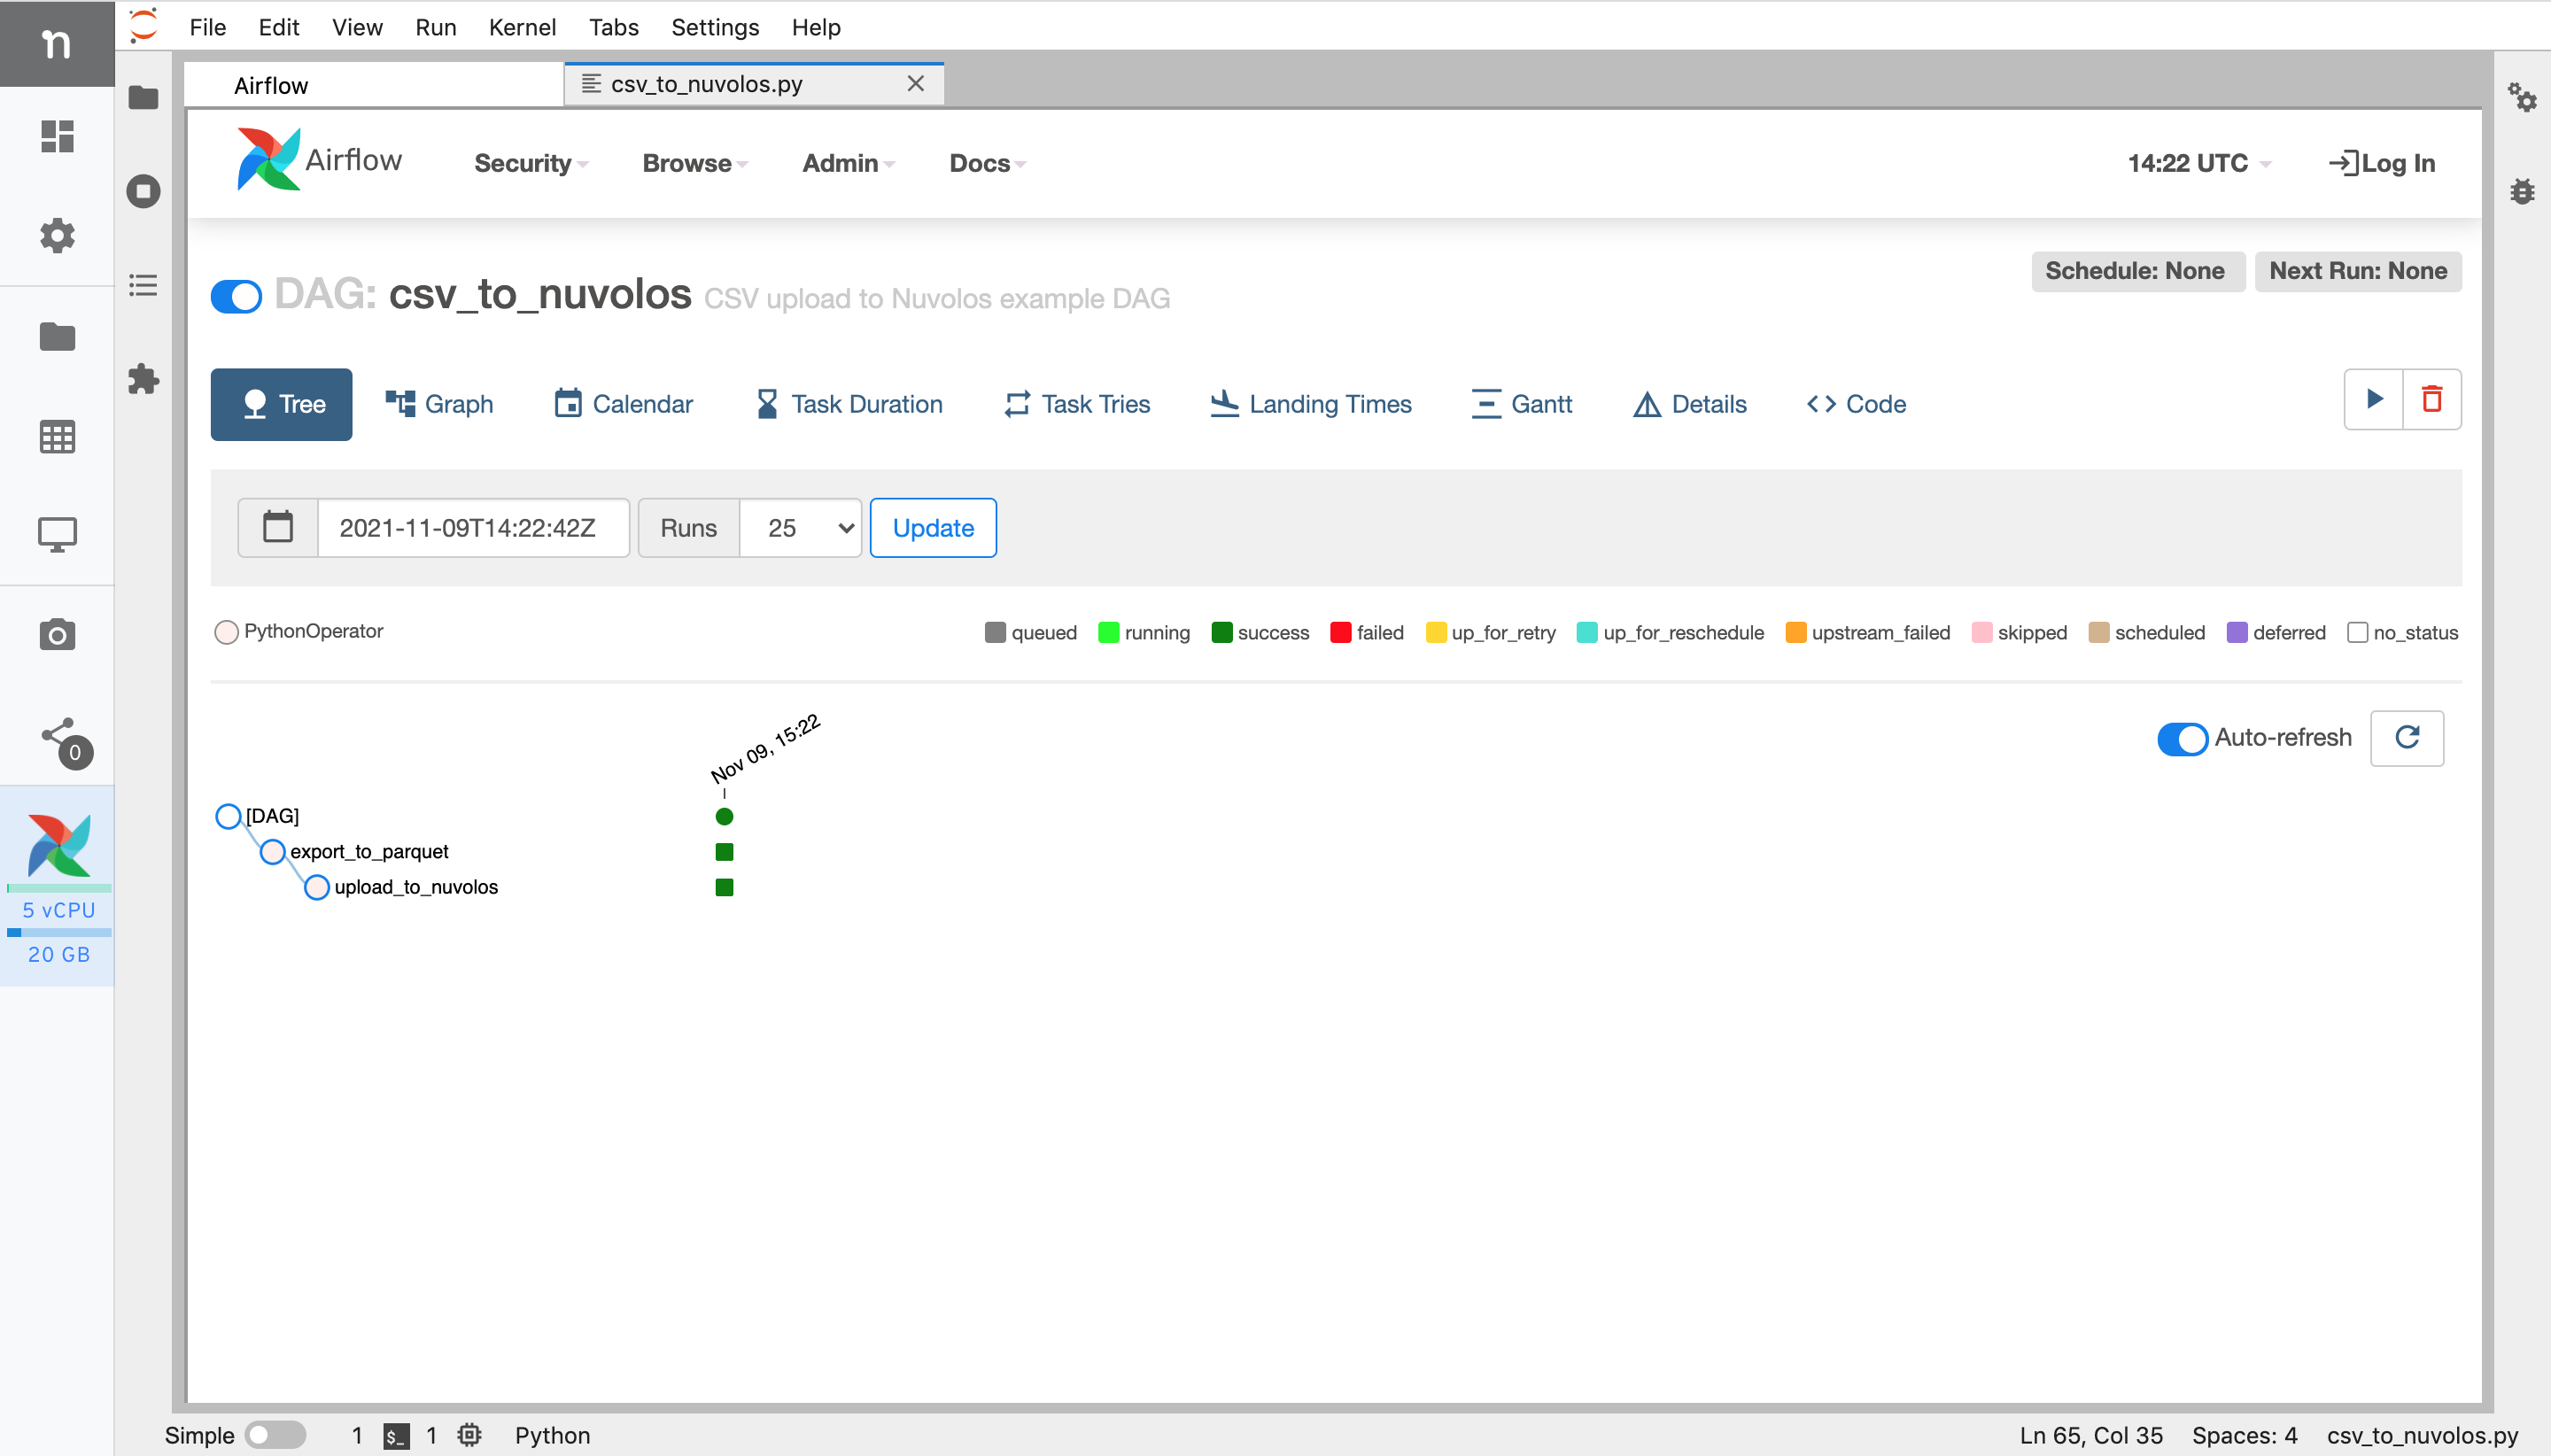 n
File Edit View Run Kernel Tabs Settings Help
Airflow csv_to_nuvolos.py
Airflow Security Browse Admin Docs 14:22 UTC Log In
DAG: csv_to_nuvolos CSV upload to Nuvolos example DAG Schedule: None Next Run: None
Tree Graph Calendar Task Duration Task Tries Landing Times Gantt Details Code
2021-11-09T14:22:42Z Runs 25 Update
PythonOperator queued running success failed up_for_retry up_for_reschedule upstream_failed skipped scheduled deferred no_status
Nov 09, 15:22
Auto-refresh
0
[DAG]
export_to_parquet
upload_to_nuvolos
5 vCPU
20 GB
Simple 1 $_ 1 Python Ln 65, Col 35 Spaces: 4 csv_to_nuvolos.py